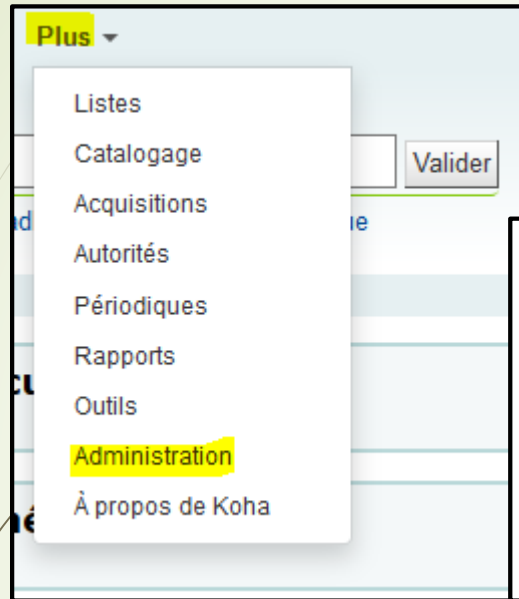 Plus
Listes
Catalogage
Valider
Acquisitions
Autorités
Périodiques
Rapports
Outils
Administration
À propos de Koha